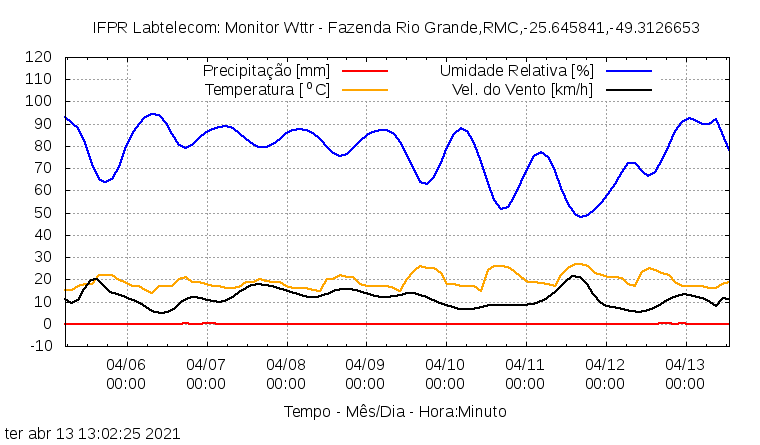 IFPR Labtelecom: Monitor Wttr - Fazenda Rio Grande,RMC,-25.645841,-49.3126653
120
110
100
90
80
70
60
50
40
30
20
10
0
-10
Precipitação [mm]
Temperatura [⁰C]
Umidade Relativa [%]
Vel. do Vento [km/h]
04/06 04/07 04/08 04/09 04/10 04/11 04/12 04/13
00:00 00:00 00:00 00:00 00:00 00:00 00:00 00:00
Tempo - Mês/Dia - Hora:Minuto
ter abr 13 13:02:25 2021